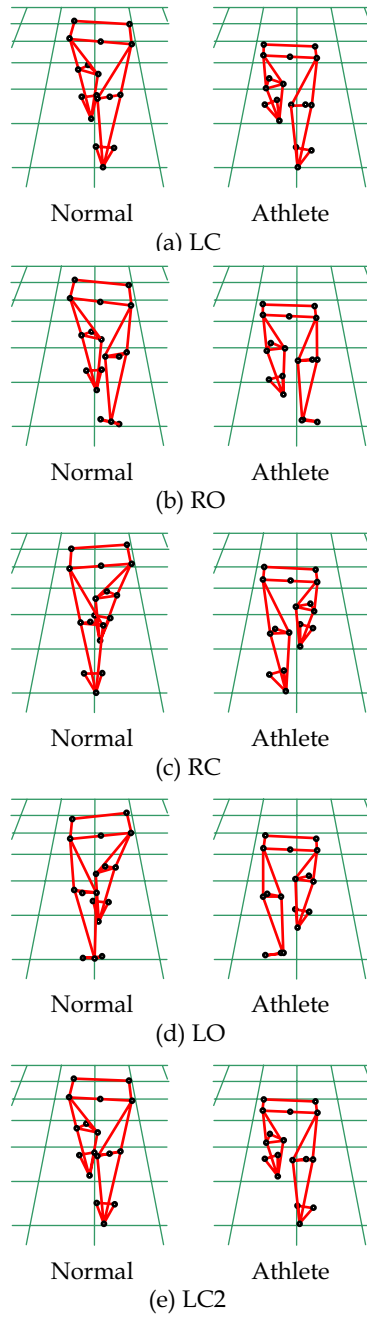 Normal Athlete
(a) LC
Normal Athlete
(b) RO
Normal Athlete
(c) RC
Normal Athlete
(d) LO
Normal Athlete
(e) LC2